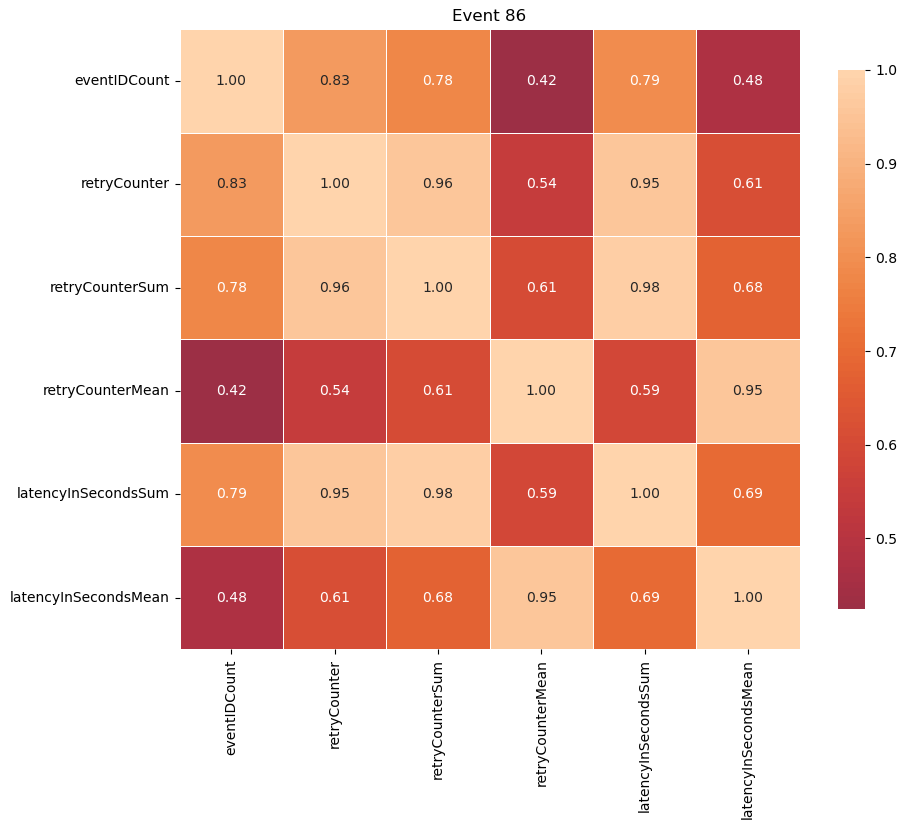 Event 86
eventIDCount 1.00 0.83 0.78 0.42 0.79 0.48
retryCounter 0.83 1.00 0.96 0.54 0.95 0.61
retryCounterSum 0.78 0.96 1.00 0.61 0.98 0.68
retryCounterMean 0.42 0.54 0.61 1.00 0.59 0.95
latencyInSecondsSum 0.79 0.95 0.98 0.59 1.00 0.69
latencyInSecondsMean 0.48 0.61 0.68 0.95 0.69 1.00
eventIDCount
retryCounter
retryCounterSum
retryCounterMean
latencyInSecondsSum
latencyInSecondsMean
1.0
0.9
0.8
0.7
0.6
0.5